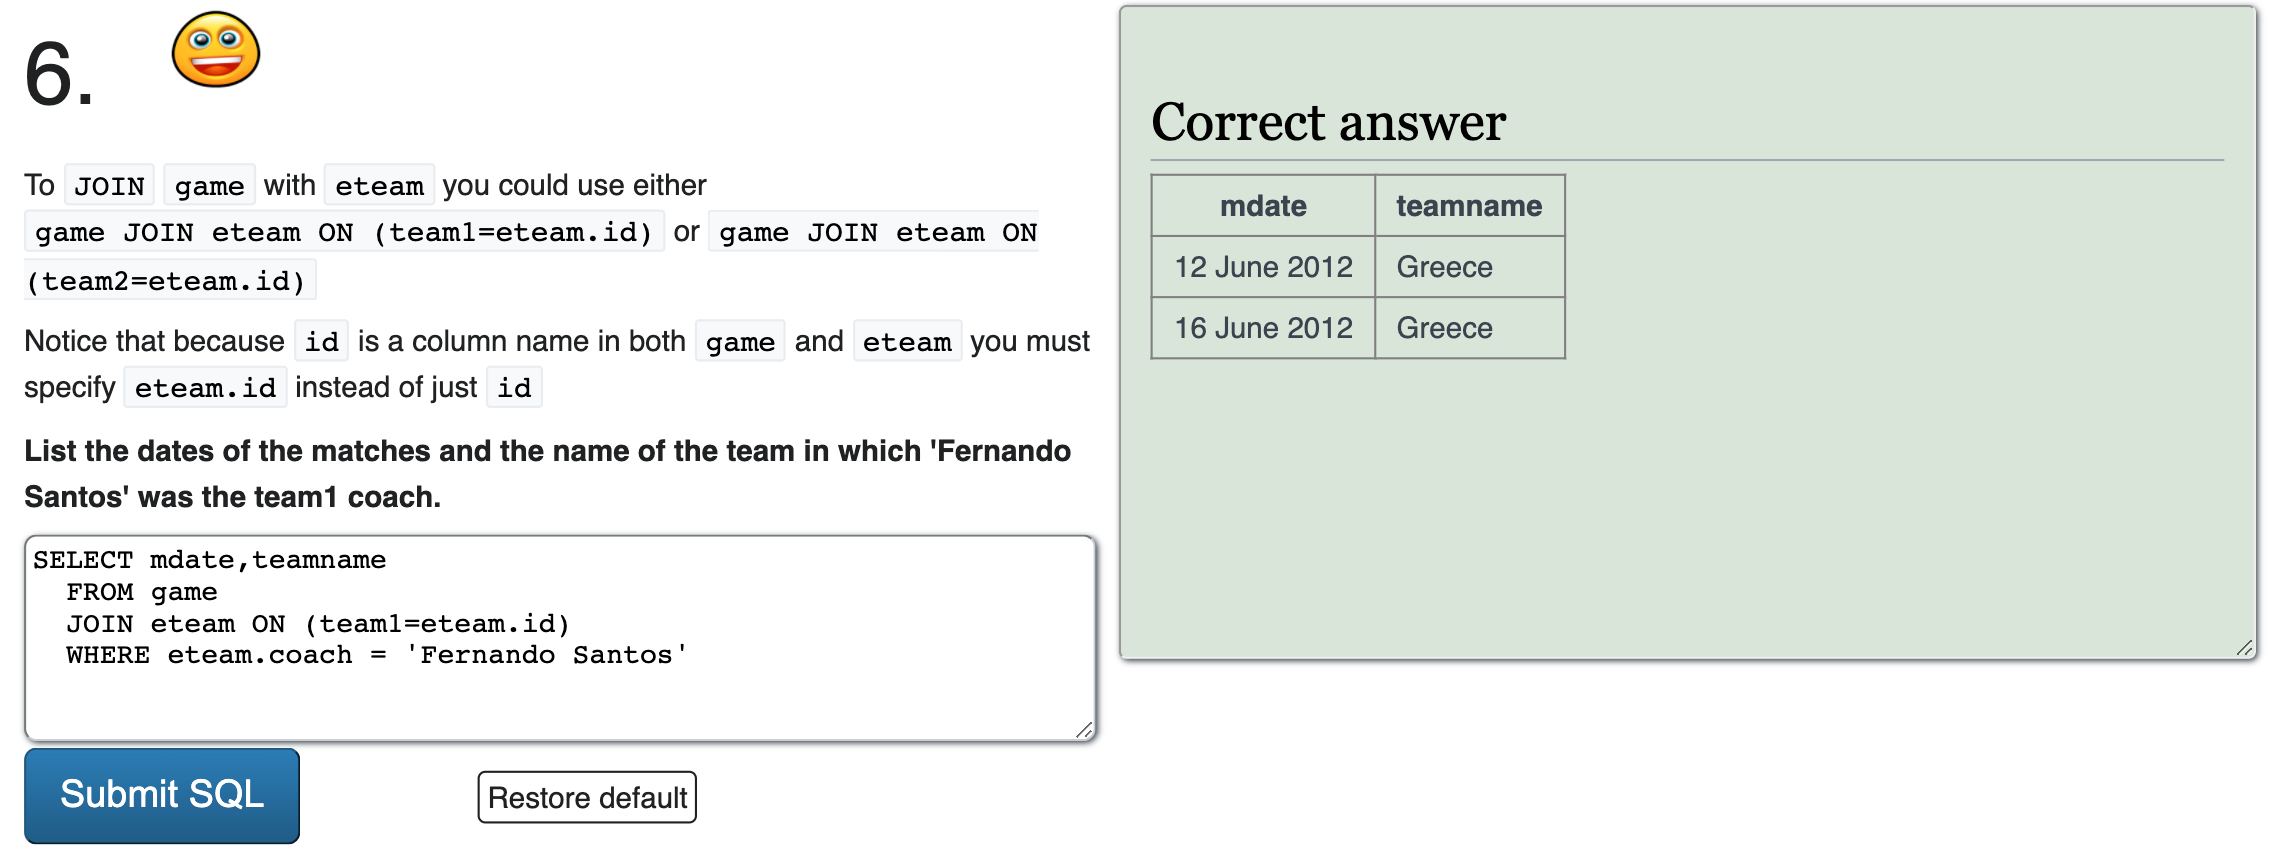 6.
To JOIN game with eteam you could use either
game JOIN eteam ON (team1=eteam.id) or game JOIN eteam ON
(team2=eteam.id)
Notice that because id is a column name in both game and eteam you must
specify eteam.id instead of just id
List the dates of the matches and the name of the team in which 'Fernando
Santos' was the team1 coach.
SELECT mdate,teamname
FROM game
JOIN eteam ON (team1=eteam.id)
WHERE eteam.coach = 'Fernando Santos'
Submit SQL
Restore default
Correct answer
mdate teamname
12 June 2012 Greece
16 June 2012 Greece